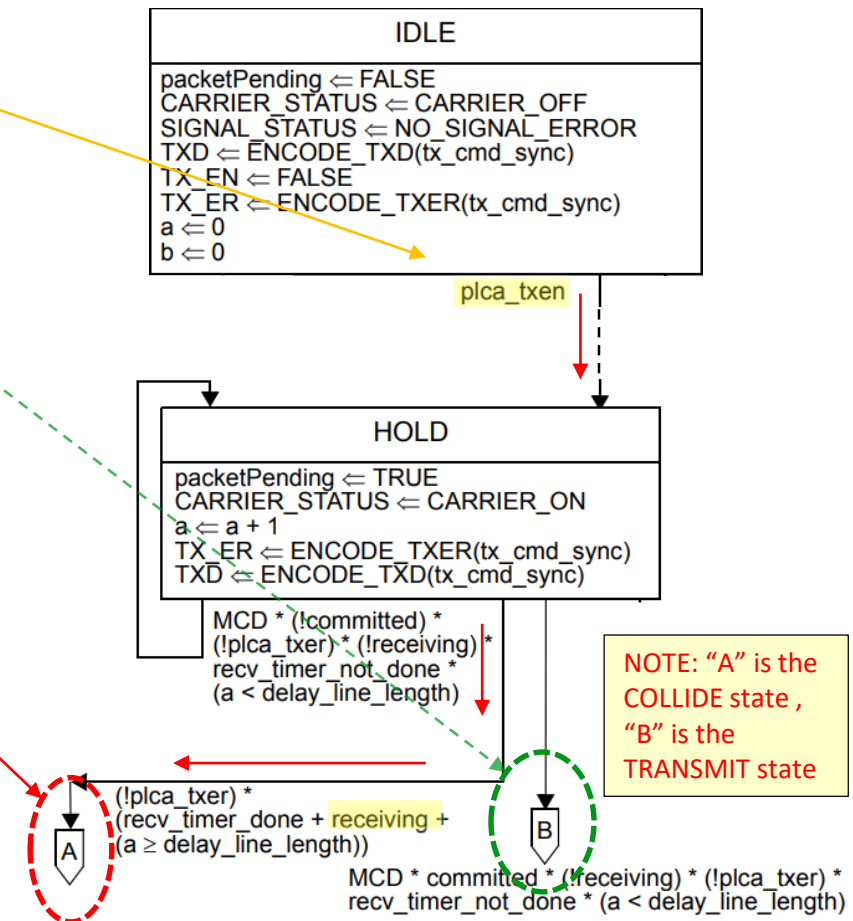 IDLE
packetPending ⇐ FALSE
CARRIER_STATUS ⇐ CARRIER_OFF
SIGNAL_STATUS ⇐ NO_SIGNAL_ERROR
TXD ⇐ ENCODE_TXD(tx_cmd_sync)
TX_EN ⇐ FALSE
TX_ER ⇐ ENCODE_TXER(tx_cmd_sync)
a ⇐ 0
b ⇐ 0
plca_txen
HOLD
packetPending ⇐ TRUE
CARRIER_STATUS ⇐ CARRIER_ON
a ⇐ a + 1
TX_ER ⇐ ENCODE_TXER(tx_cmd_sync)
TXD ⇐ ENCODE_TXD(tx_cmd_sync)
MCD * (!committed) *
(!plca_txer) * (!receiving) *
recv_timer_not_done *
(a < delay_line_length)
NOTE: “A” is the
COLLIDE state ,
“B” is the
TRANSMIT state
(!plca_txer) *
(recv_timer_done + receiving +
(a ≥ delay_line_length))
A
B
MCD * committed * (!receiving) * (!plca_txer) *
recv_timer_not_done * (a < delay_line_length)